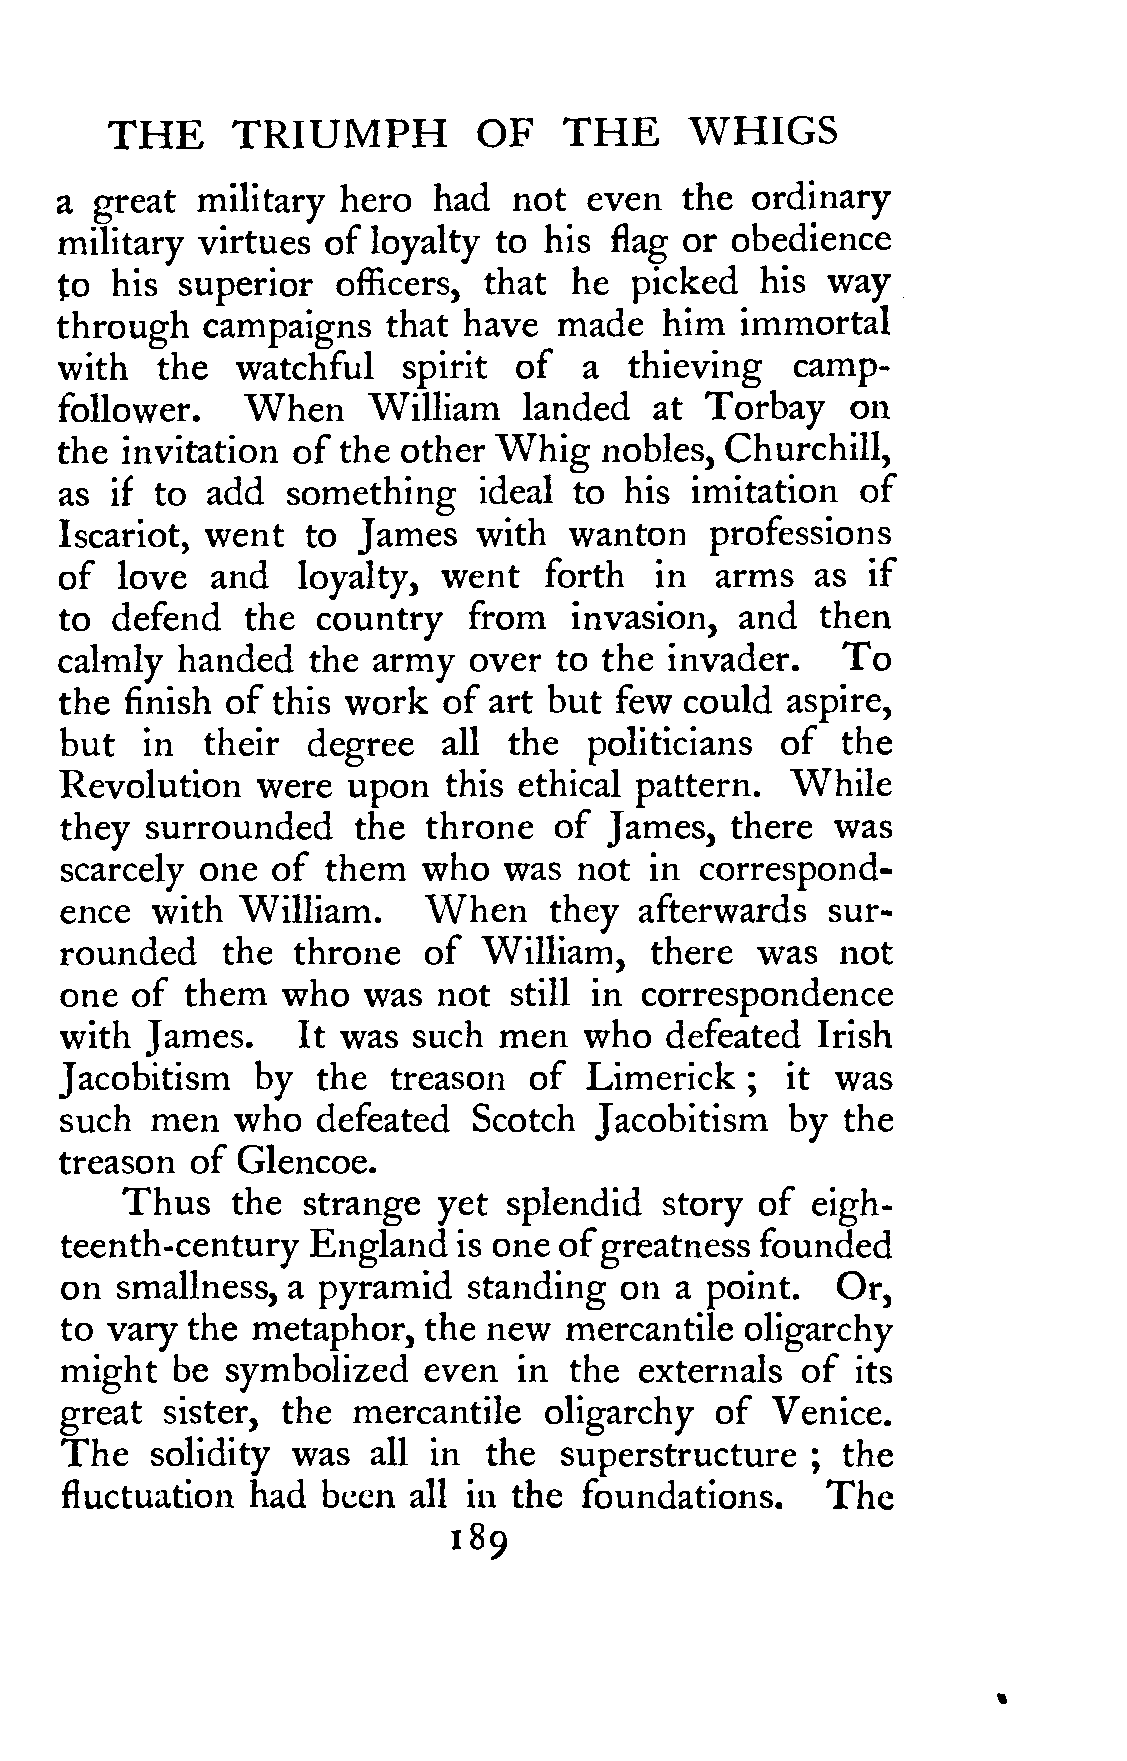 THE TRIUMPH OF THE WHIGS
a great military hero had not even the ordinary
military virtues of loyalty to his flag or obedience
to his superior officers, that he picked his way
through campaigns that have made him immortal
with the watchful spirit of a thieving camp-
follower. When William landed at Torbay on
the invitation of the other Whig nobles, Churchill,
as if to add something ideal to his imitation of
Iscariot, went to James with wanton professions
of love and loyalty, went forth in arms as if
to defend the country from invasion, and then
calmly handed the army over to the invader. To
the finish of this work of art but few could aspire,
but in their degree all the politicians of the
Revolution were upon this ethical pattern. While
they surrounded the throne of James, there was
scarcely one of them who was not in correspond-
ence with William. When they afterwards sur-
rounded the throne of William, there was not
one of them who was not still in correspondence
with James. It was such men who defeated Irish
Jacobitism by the treason of Limerick ; it was
such men who defeated Scotch Jacobitism by the
treason of Glencoe.
Thus the strange yet splendid story of eigh-
teenth-century England is one of greatness founded
on smallness, a pyramid standing on a point. Or,
to vary the metaphor, the new mercantile oligarchy
might be symbolized even in the externals of its
great sister, the mercantile oligarchy of Venice.
The solidity was all in the superstructure ; the
fluctuation had been all in the foundations. The
189